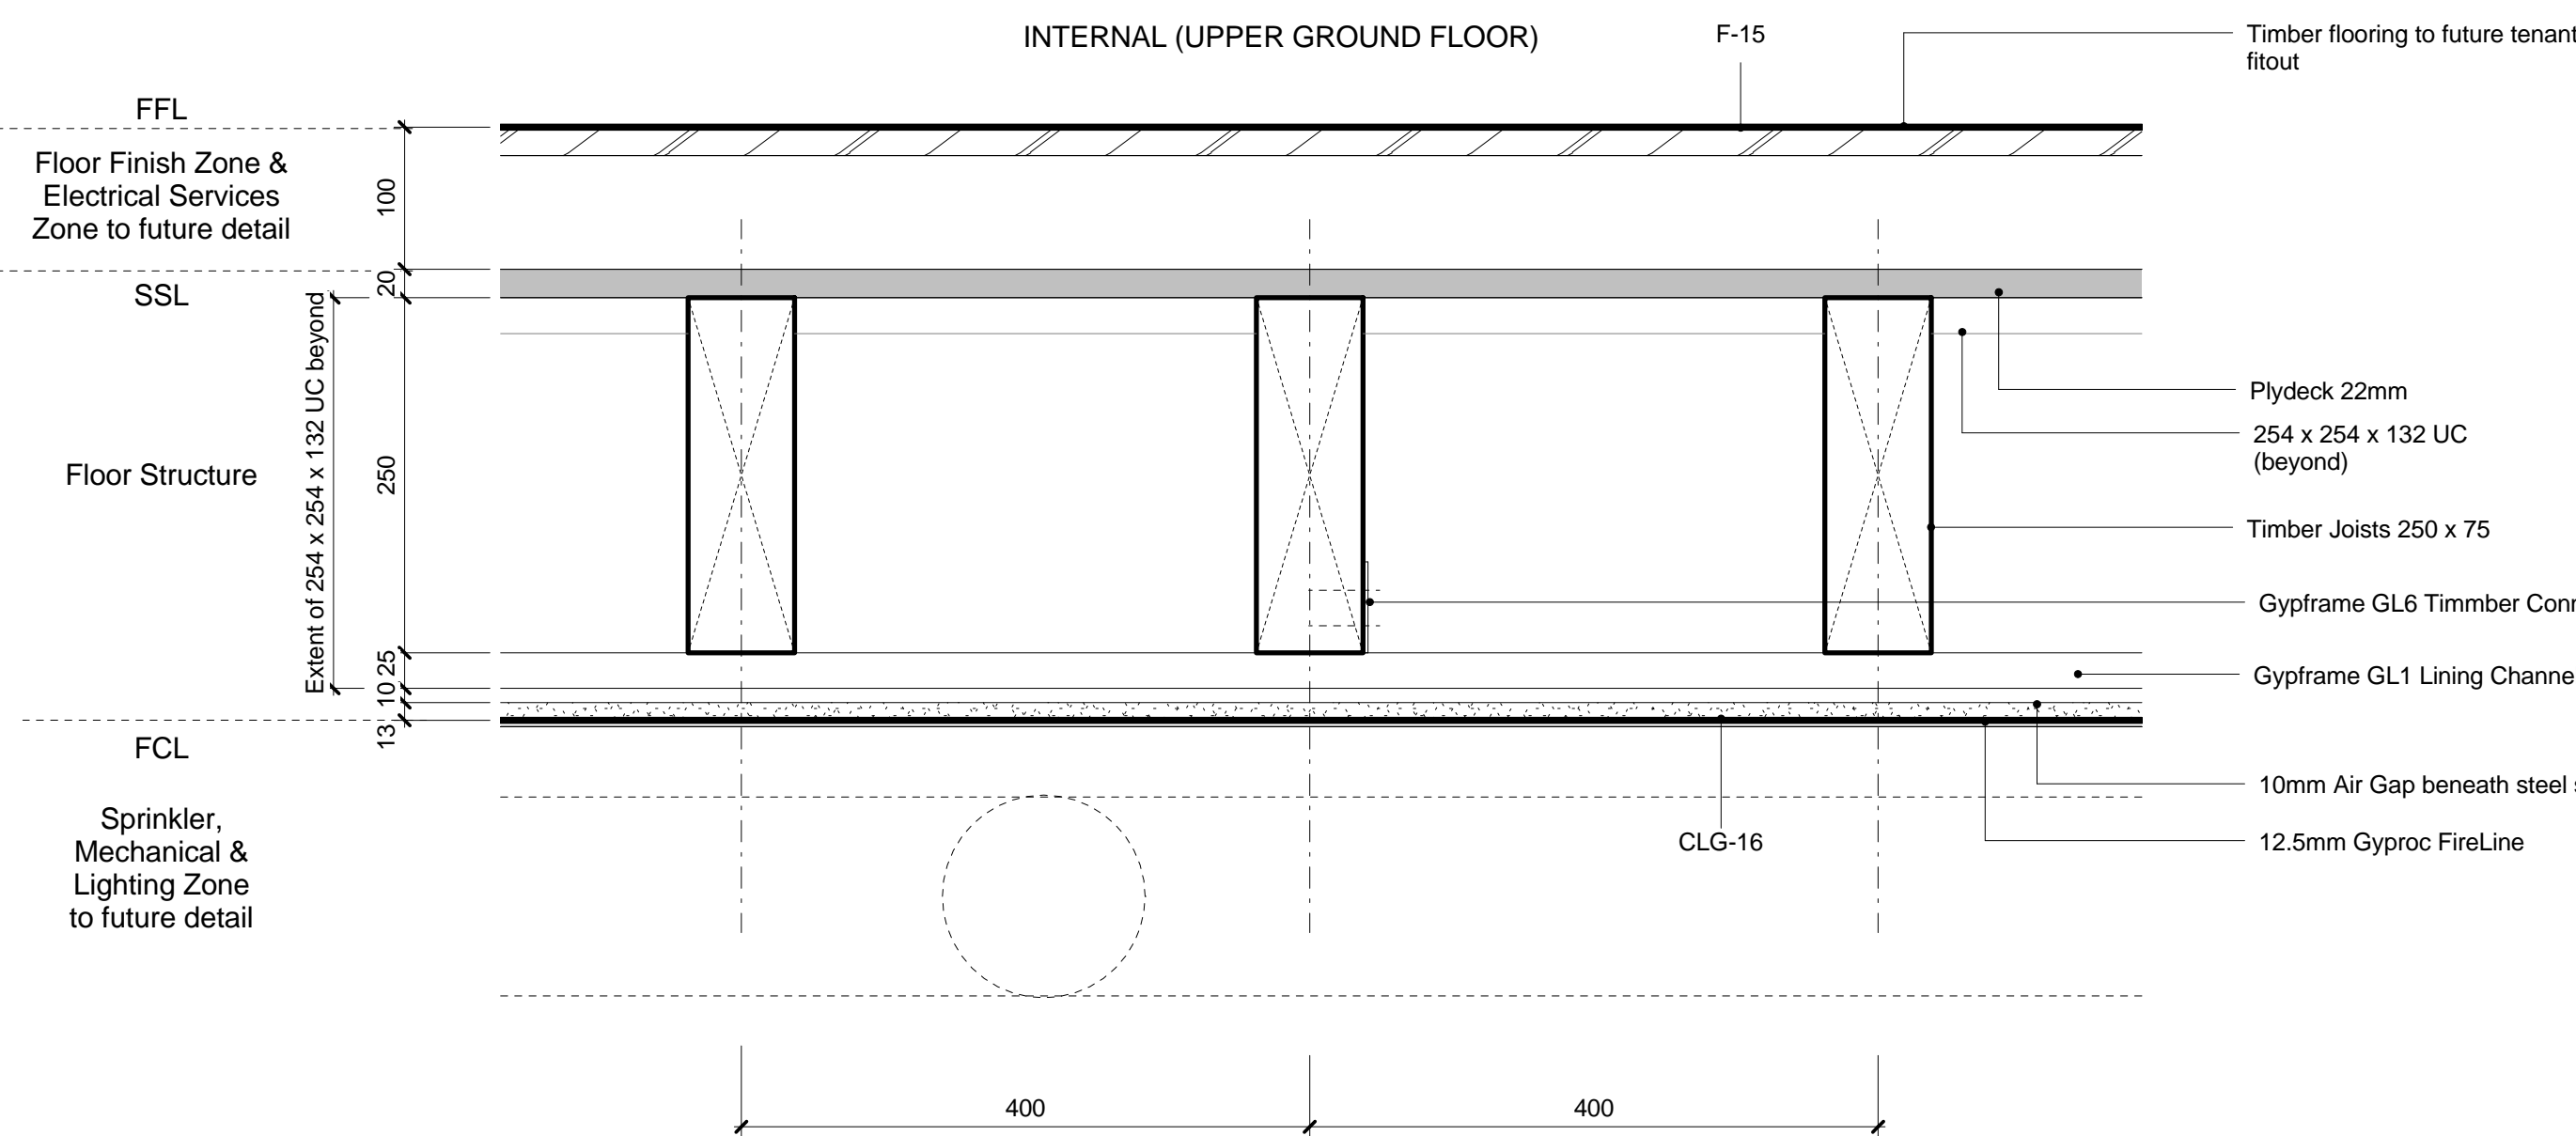 INTERNAL (UPPER GROUND FLOOR)
F-15
Timber flooring to future tenant
fitout
FFL
Floor Finish Zone &
Electrical Services
Zone to future detail
100
20
SSL
Extent of 254 x 254 x 132 UC beyond
250
Floor Structure
Plydeck 22mm
254 x 254 x 132 UC
(beyond)
Timber Joists 250 x 75
Gypframe GL6 Timmber Conn
25
Gypframe GL1 Lining Channe
10
13
FCL
10mm Air Gap beneath steel s
CLG-16
12.5mm Gyproc FireLine
Sprinkler,
Mechanical &
Lighting Zone
to future detail
400
400